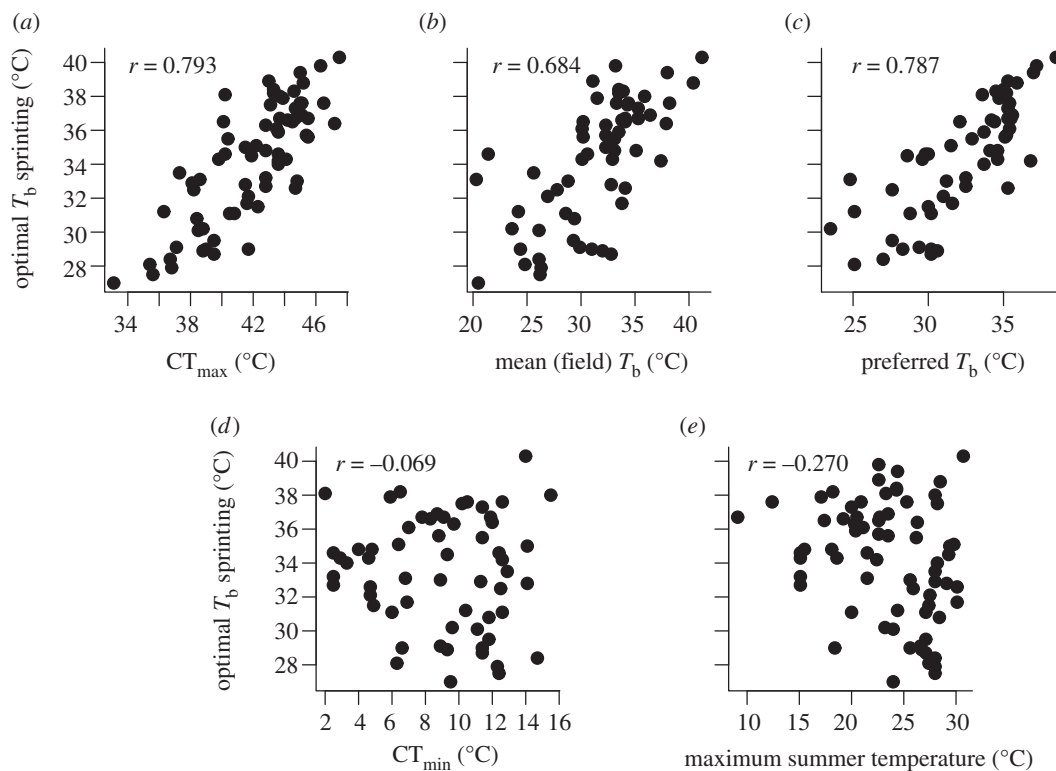 (a)
(b)
(c)
r = 0.793
r = 0.684
r = 0.787
optimal Tb sprinting (°C)
40
38
36
34
32
30
28
34 38 42 46
20 25 30 35 40
25 30 35
CTmax (°C)
mean (field) Tb (°C)
preferred Tb (°C)
(d)
(e)
r = –0.069
r = –0.270
optimal Tb sprinting (°C)
40
38
36
34
32
30
28
2 4 6 8 10 12 14 16
10 15 20 25 30
CTmin (°C)
maximum summer temperature (°C)